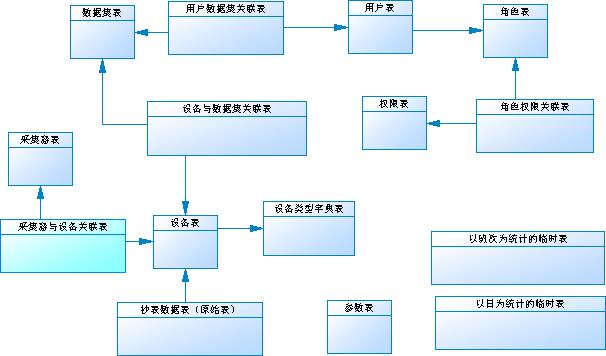 数据集表
用户数据集关联表
用户表
角色表
设备与数据集关联表
权限表
角色权限关联表
采集器表
采集器与设备关联表
设备表
设备类型字典表
以班次为统计的临时表
抄表数据表（原始表）
参数表
以日为统计的临时表